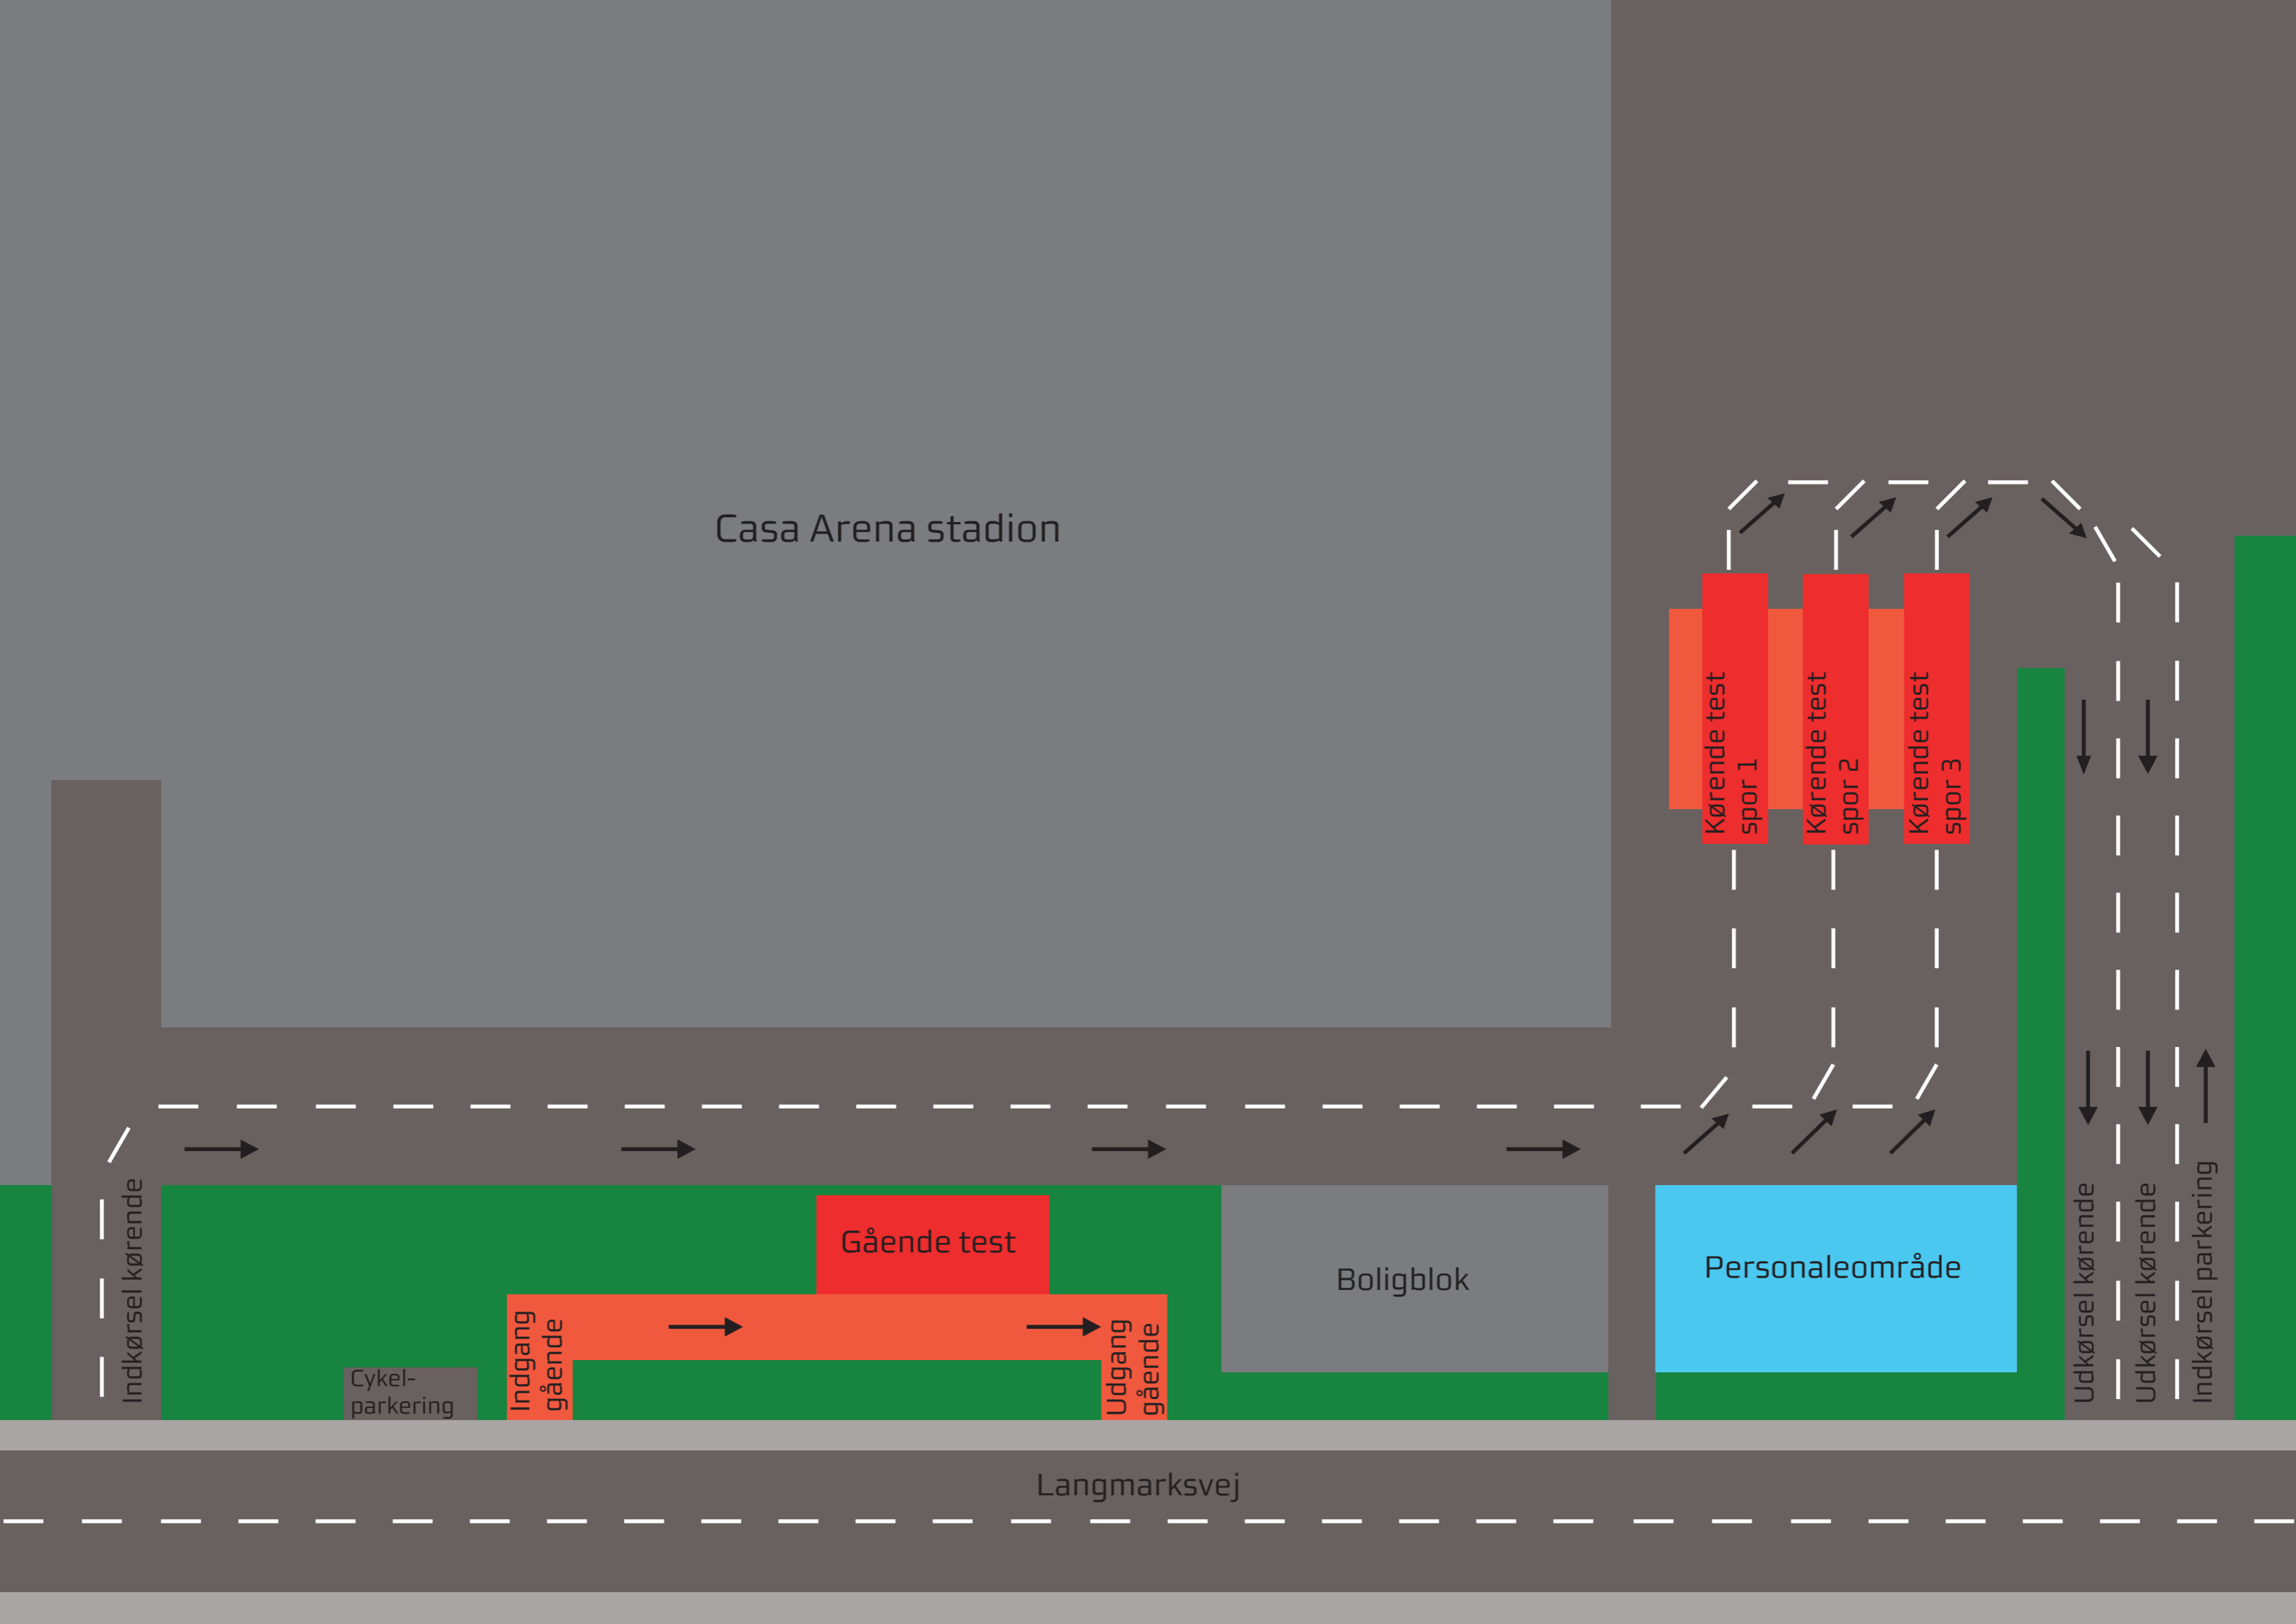 Casa Arena stadion
Kørende test
spor 1
Kørende test
spor 2
Kørende test
spor 3
Indkørsel kørende
Cykel-
parkering
Indgang
gående
Gående test
Udgang
gående
Boligblok
Personaleområde
Udkørsel kørende
Udkørsel kørende
Indkørsel parkering
Langmarksvej